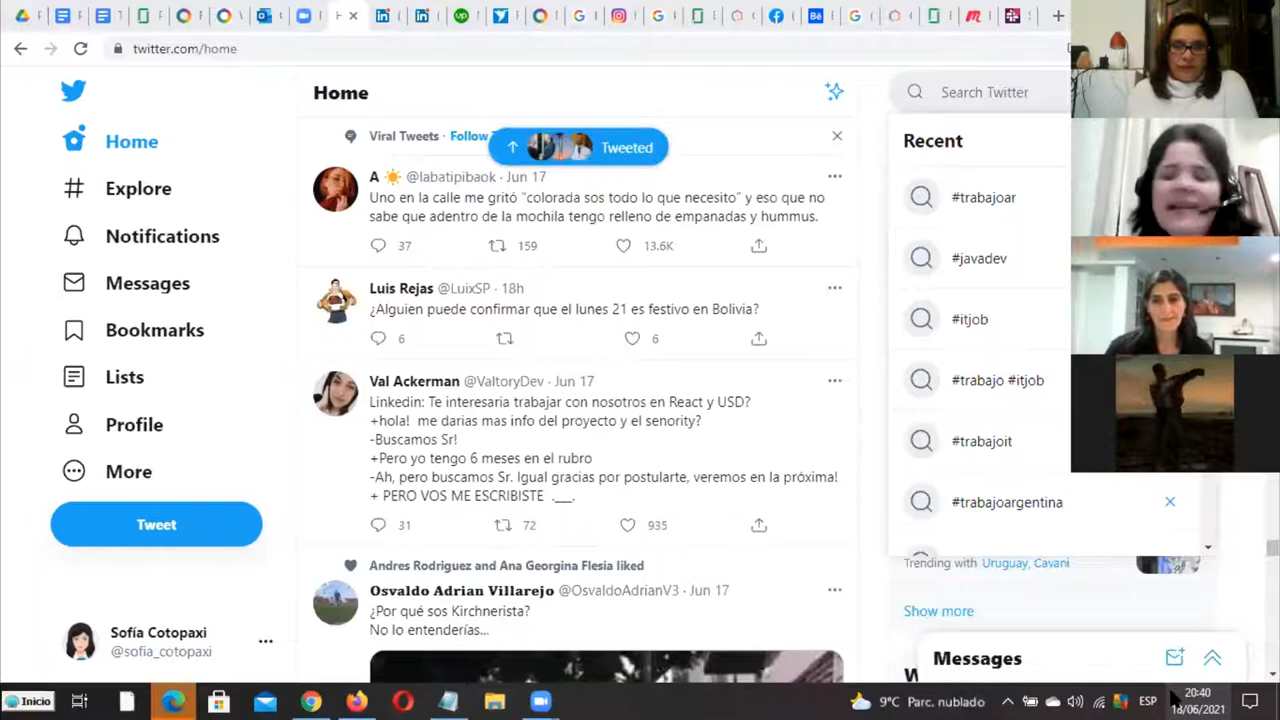 twitter.com/home
Home
Explore
Notifications
Messages
Bookmarks
Lists
Profile
More
Tweet
Sofía Cotopaxi
@sofia_cotopaxi
Home
Viral Tweets · Follow
Tweeted
A @labatipibaok · Jun 17
Uno en la calle me gritó "colorada sos todo lo que necesito" y eso que no
sabe que adentro de la mochila tengo relleno de empanadas y hummus.
37 159 13.6K
Luis Rejas @LuixSP · 18h
¿Alguien puede confirmar que el lunes 21 es festivo en Bolivia?
6 6
Val Ackerman @ValtoryDev · Jun 17
Linkedin: Te interesaria trabajar con nosotros en React y USD?
+hola! me darias mas info del proyecto y el senority?
-Buscamos Sr!
+Pero yo tengo 6 meses en el rubro
-Ah, pero buscamos Sr. Igual gracias por postularte, veremos en la próxima!
+ PERO VOS ME ESCRIBISTE .___.
31 72 935
Andres Rodriguez and Ana Georgina Flesia liked
Osvaldo Adrian Villarejo @OsvaldoAdrianV3 · Jun 17
¿Por qué sos Kirchnerista?
No lo entenderías...
Search Twitter
Recent
#trabajoar
#javadev
#itjob
#trabajo #itjob
#trabajoit
#trabajoargentina
Trending with Uruguay, Cavani
Show more
Messages
Inicio
9°C Parc. nublado
ESP
20:40
18/06/2021